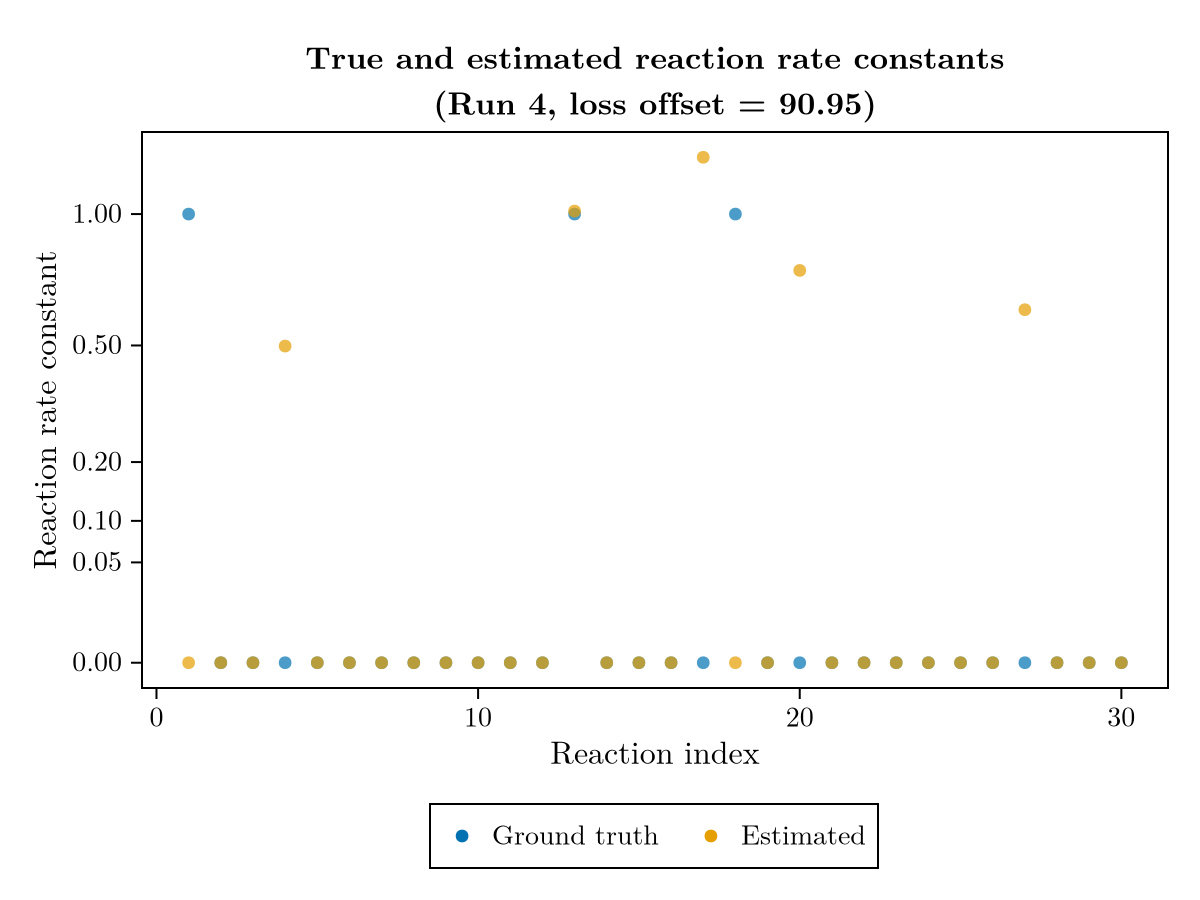 True and estimated reaction rate constants
(Run 4, loss offset = 90.95)
Reaction rate constant
1.00
0.50
0.20
0.10
0.05
0.00
0 10 20 30
Reaction index
Ground truth Estimated